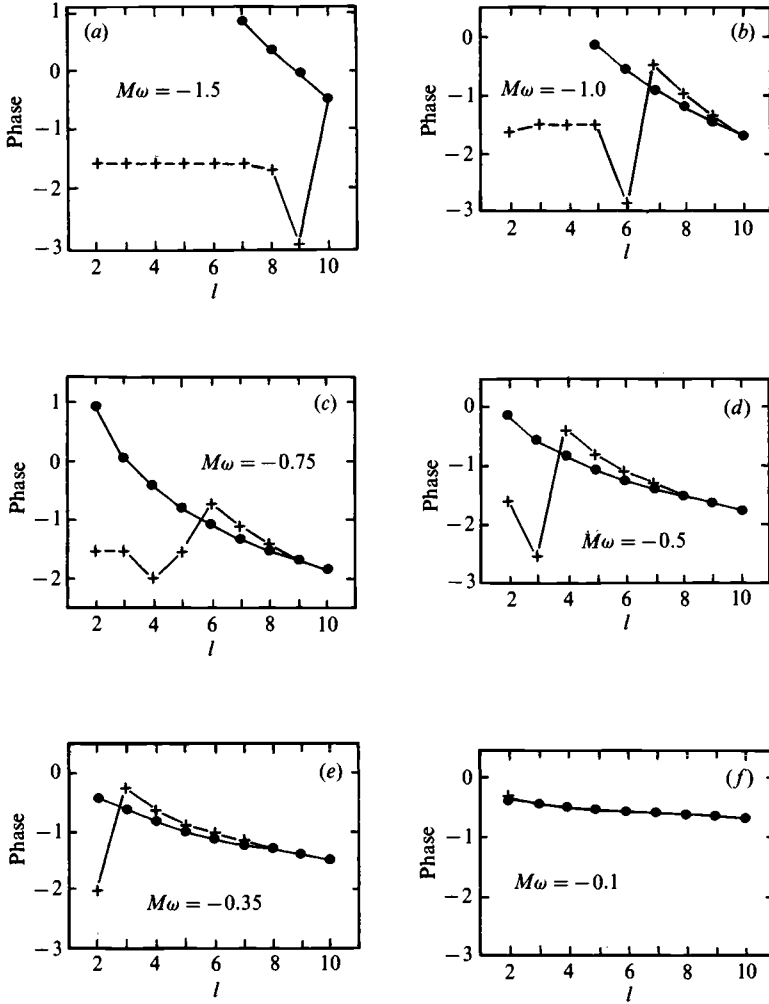 (a)
Mω = −1.5
Phase
1
0
−1
−2
−3
2 4 6 8 10
l
(b)
Mω = −1.0
Phase
0
−1
−2
−3
2 4 6 8 10
l
(c)
Mω = −0.75
Phase
1
0
−1
−2
2 4 6 8 10
l
(d)
Mω = −0.5
Phase
0
−1
−2
−3
2 4 6 8 10
l
(e)
Mω = −0.35
Phase
0
−1
−2
−3
2 4 6 8 10
l
(f)
Mω = −0.1
Phase
0
−1
−2
−3
2 4 6 8 10
l